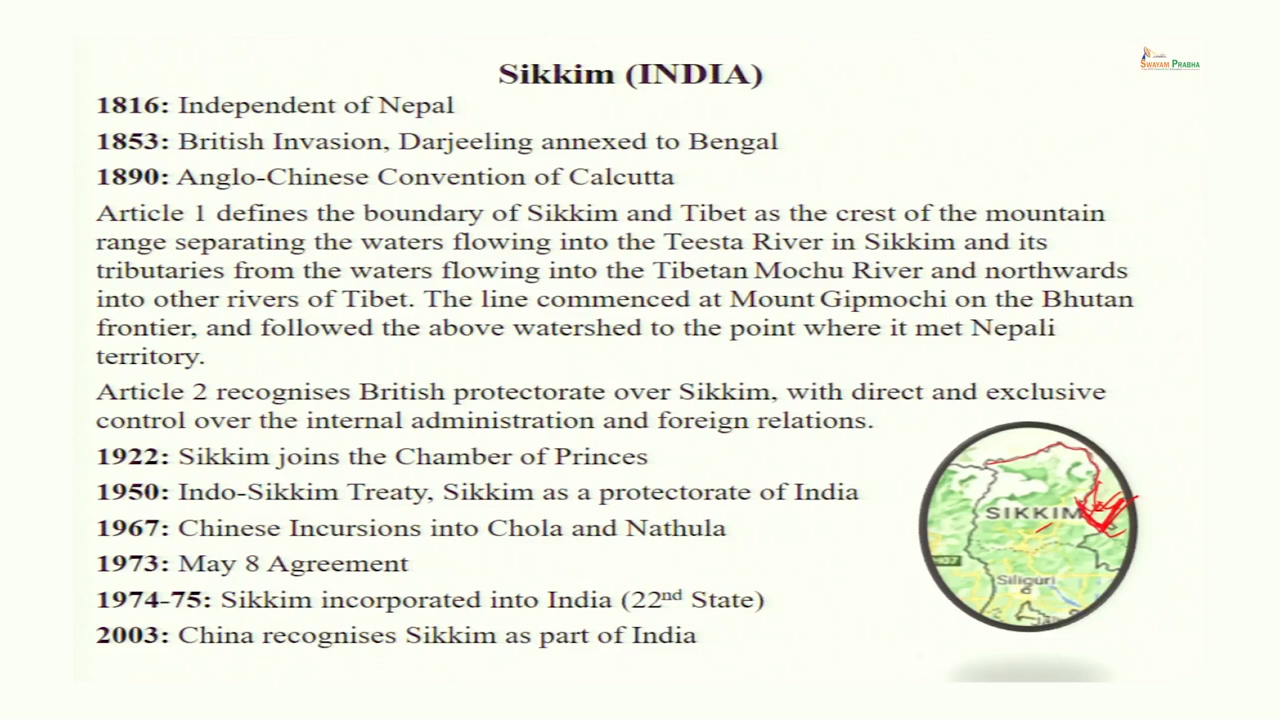 SWAYAM PRABHA
Sikkim (INDIA)
1816: Independent of Nepal
1853: British Invasion, Darjeeling annexed to Bengal
1890: Anglo-Chinese Convention of Calcutta
Article 1 defines the boundary of Sikkim and Tibet as the crest of the mountain
range separating the waters flowing into the Teesta River in Sikkim and its
tributaries from the waters flowing into the Tibetan Mochu River and northwards
into other rivers of Tibet. The line commenced at Mount Gipmochi on the Bhutan
frontier, and followed the above watershed to the point where it met Nepali
territory.
Article 2 recognises British protectorate over Sikkim, with direct and exclusive
control over the internal administration and foreign relations.
1922: Sikkim joins the Chamber of Princes
1950: Indo-Sikkim Treaty, Sikkim as a protectorate of India
1967: Chinese Incursions into Chola and Nathula
1973: May 8 Agreement
1974-75: Sikkim incorporated into India (22nd State)
2003: China recognises Sikkim as part of India
SIKKIM
Siliguri